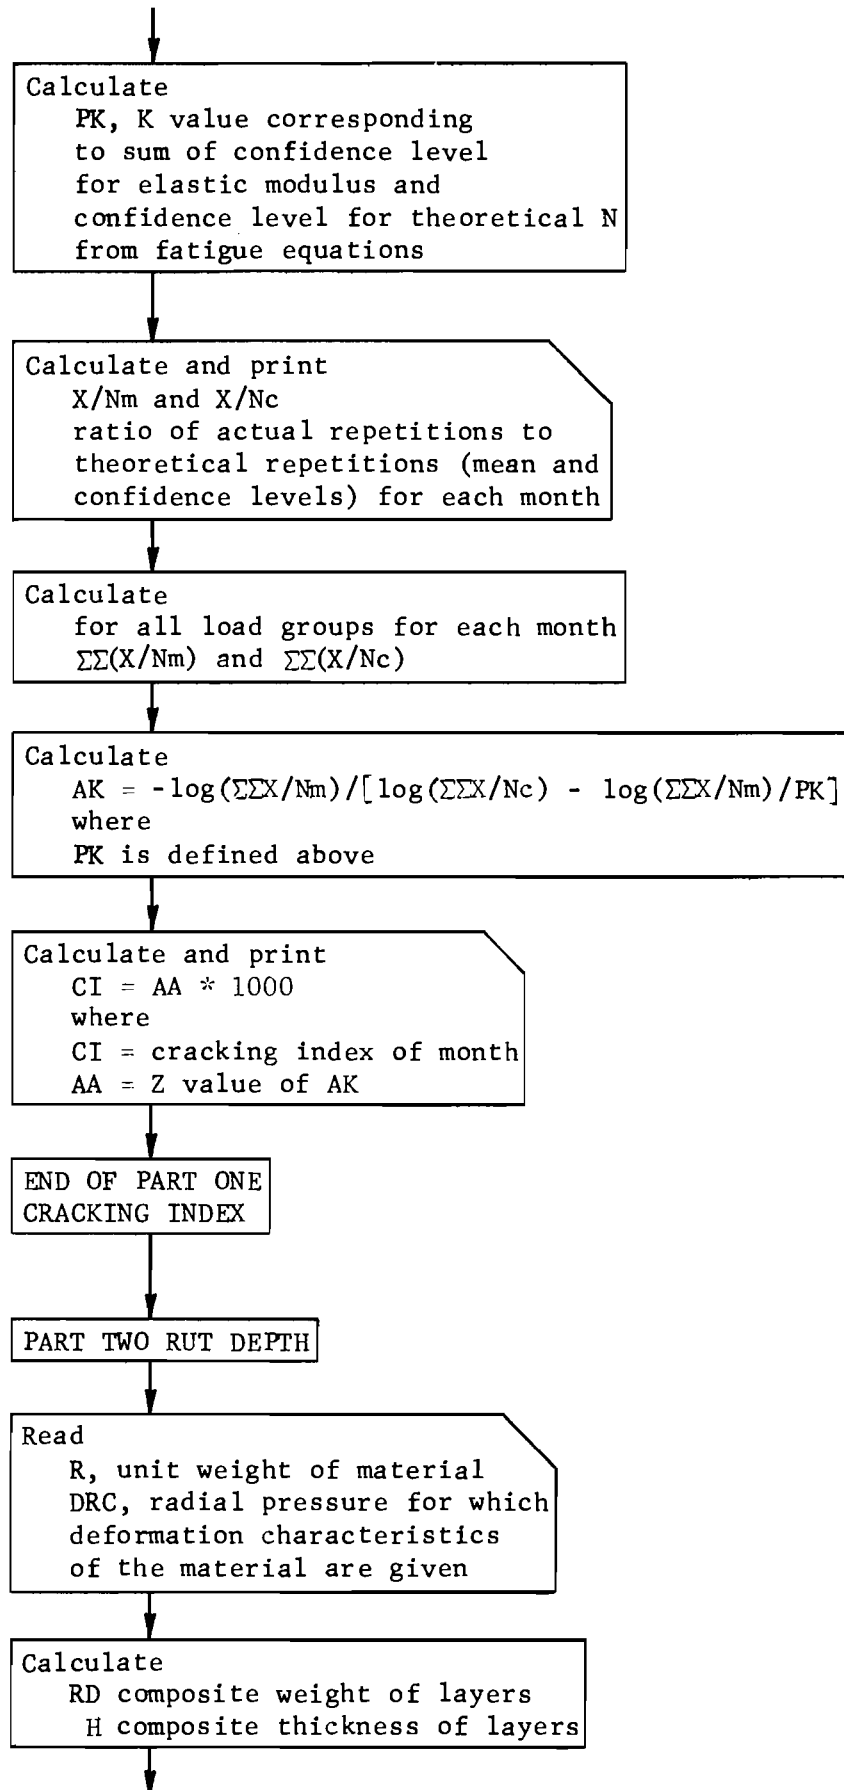 Calculate
PK, K value corresponding
to sum of confidence level
for elastic modulus and
confidence level for theoretical N
from fatigue equations
Calculate and print
X/Nm and X/Nc
ratio of actual repetitions to
theoretical repetitions (mean and
confidence levels) for each month
Calculate
for all load groups for each month
ΣΣ(X/Nm) and ΣΣ(X/Nc)
Calculate
AK = -log(ΣΣX/Nm)/[log(ΣΣX/Nc) - log(ΣΣX/Nm)/PK]
where
PK is defined above
Calculate and print
CI = AA * 1000
where
CI = cracking index of month
AA = Z value of AK
END OF PART ONE
CRACKING INDEX
PART TWO RUT DEPTH
Read
R, unit weight of material
DRC, radial pressure for which
deformation characteristics
of the material are given
Calculate
RD composite weight of layers
H composite thickness of layers